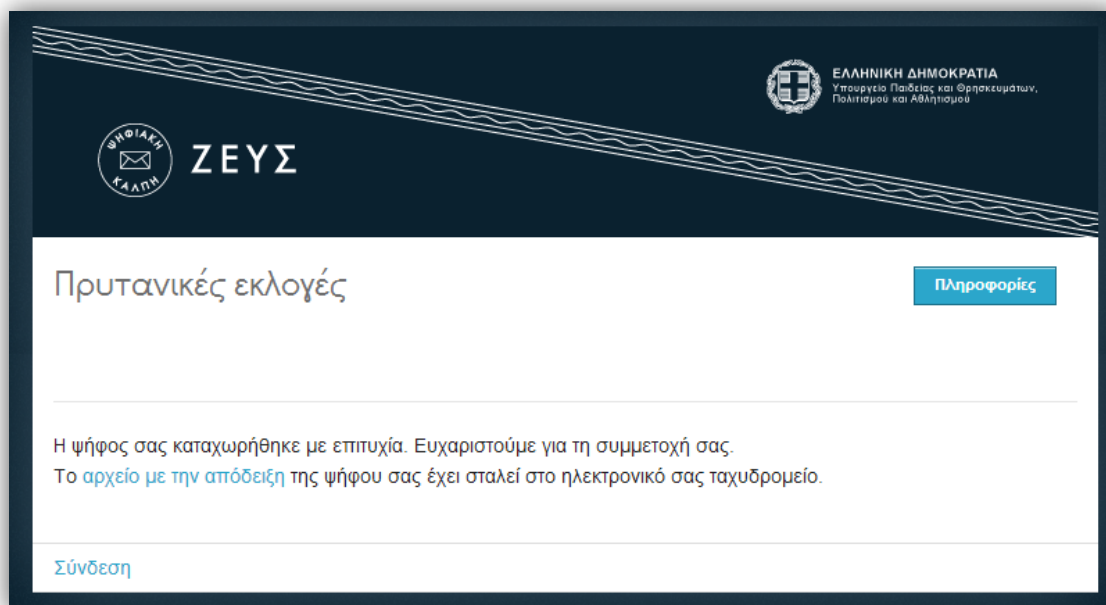 ΕΛΛΗΝΙΚΗ ΔΗΜΟΚΡΑΤΙΑ
Υπουργείο Παιδείας και Θρησκευμάτων,
Πολιτισμού και Αθλητισμού
ΨΗΦΙΑΚΗ
ΚΑΛΠΗ
ΖΕΥΣ
Πρυτανικές εκλογές
Πληροφορίες
Η ψήφος σας καταχωρήθηκε με επιτυχία. Ευχαριστούμε για τη συμμετοχή σας.
Το αρχείο με την απόδειξη της ψήφου σας έχει σταλεί στο ηλεκτρονικό σας ταχυδρομείο.
Σύνδεση